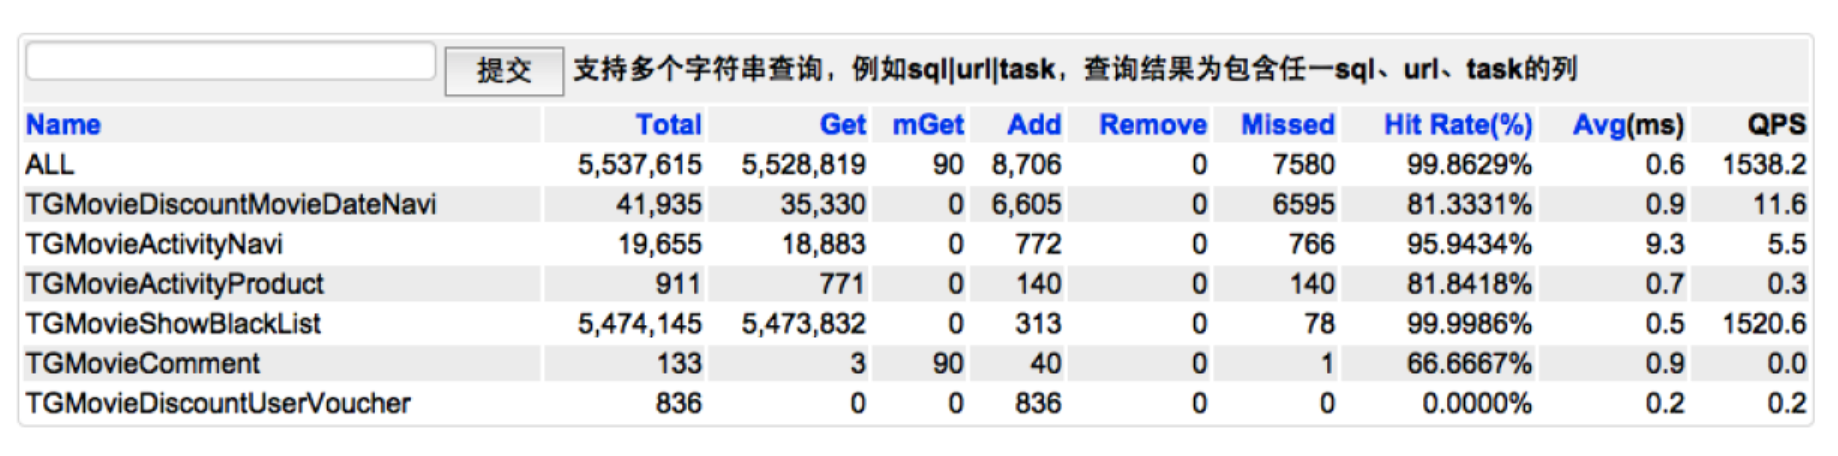 提交 支持多个字符串查询，例如sql|url|task，查询结果为包含任一sql、url、task的列
Name Total Get mGet Add Remove Missed Hit Rate(%) Avg(ms) QPS
ALL 5,537,615 5,528,819 90 8,706 0 7580 99.8629% 0.6 1538.2
TGMovieDiscountMovieDateNavi 41,935 35,330 0 6,605 0 6595 81.3331% 0.9 11.6
TGMovieActivityNavi 19,655 18,883 0 772 0 766 95.9434% 9.3 5.5
TGMovieActivityProduct 911 771 0 140 0 140 81.8418% 0.7 0.3
TGMovieShowBlackList 5,474,145 5,473,832 0 313 0 78 99.9986% 0.5 1520.6
TGMovieComment 133 3 90 40 0 1 66.6667% 0.9 0.0
TGMovieDiscountUserVoucher 836 0 0 836 0 0 0.0000% 0.2 0.2